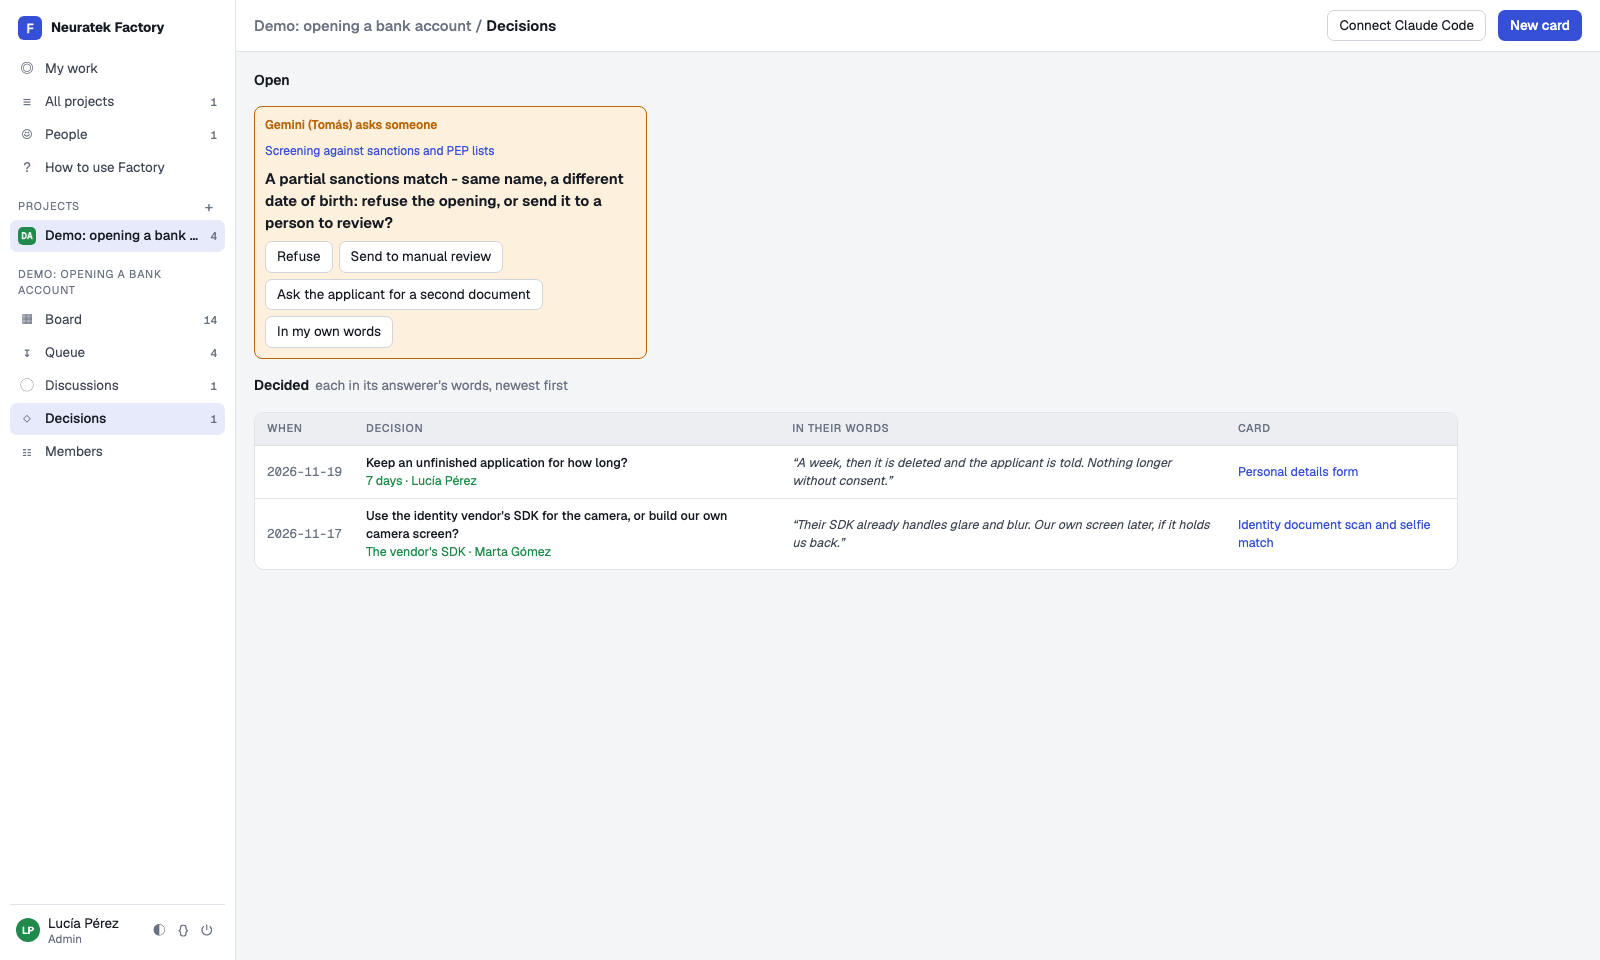 F Neuratek Factory
My work
All projects 1
People 1
? How to use Factory
PROJECTS +
DA Demo: opening a bank ... 4
DEMO: OPENING A BANK
ACCOUNT
Board 14
Queue 4
Discussions 1
Decisions 1
Members
LP Lucía Pérez
Admin
{}
Demo: opening a bank account / Decisions
Connect Claude Code
New card
Open
Gemini (Tomás) asks someone
Screening against sanctions and PEP lists
A partial sanctions match - same name, a different
date of birth: refuse the opening, or send it to a
person to review?
Refuse
Send to manual review
Ask the applicant for a second document
In my own words
Decided each in its answerer's words, newest first
WHEN DECISION IN THEIR WORDS CARD
2026-11-19
Keep an unfinished application for how long?
7 days · Lucía Pérez
“A week, then it is deleted and the applicant is told. Nothing longer
without consent.”
Personal details form
2026-11-17
Use the identity vendor's SDK for the camera, or build our own
camera screen?
The vendor's SDK · Marta Gómez
“Their SDK already handles glare and blur. Our own screen later, if it holds
us back.”
Identity document scan and selfie
match